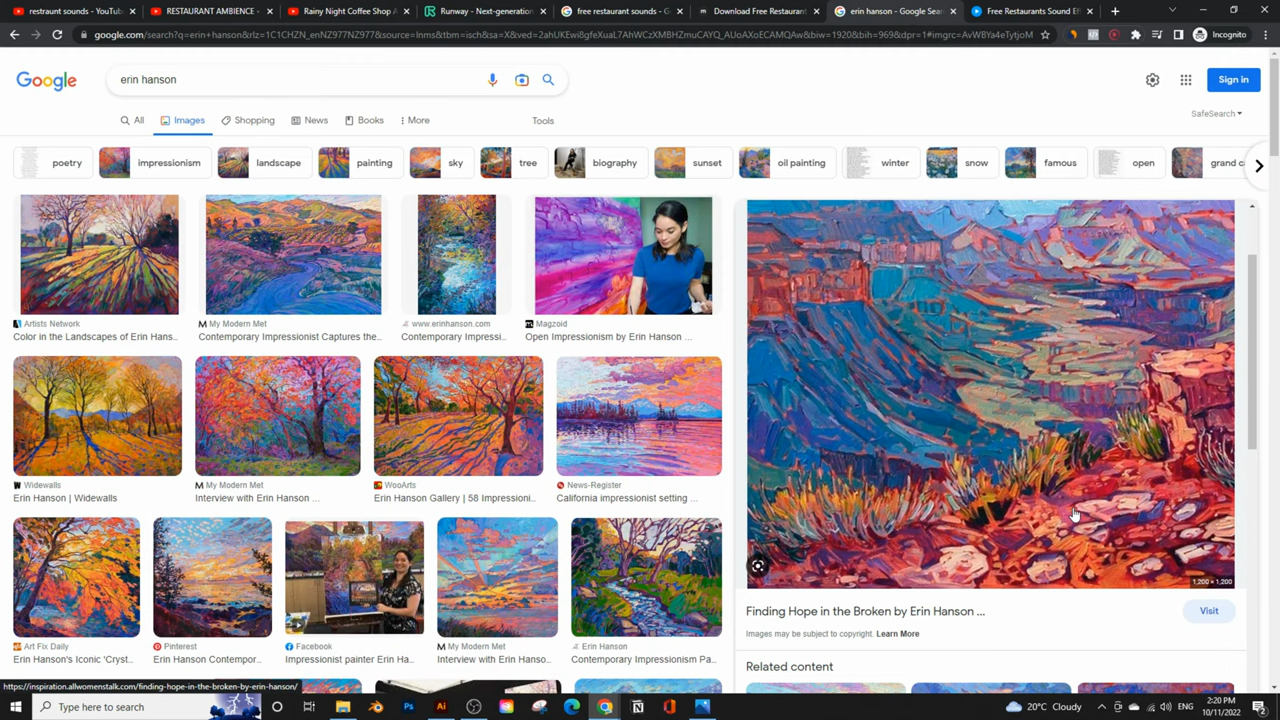 restraunt sounds - YouTu
RESTAURANT AMBIENCE -
Rainy Night Coffee Shop A
Runway - Next-generation
free restaurant sounds - G
Download Free Restaurant
erin hanson - Google Sear
Free Restaurants Sound Ef
google.com/search?q=erin+hanson&rlz=1C1CHZN_enNZ977NZ977&source=lnms&tbm=isch&sa=X&ved=2ahUKEwi8gfeXuaL7AhWCzXMBHZmuCAYQ_AUoAXoECAMQAw&biw=1920&bih=969&dpr=1#imgrc=AvWBYa4eTytjoM
Incognito
Google
erin hanson
Sign in
All
Images
Shopping
News
Books
More
Tools
SafeSearch
poetry
impressionism
landscape
painting
sky
tree
biography
sunset
oil painting
winter
snow
famous
open
grand c
Artists Network
Color in the Landscapes of Erin Hans...
My Modern Met
Contemporary Impressionist Captures the...
www.erinhanson.com
Contemporary Impressi...
Magzoid
Open Impressionism by Erin Hanson ...
Widewalls
Erin Hanson | Widewalls
My Modern Met
Interview with Erin Hanson ...
WooArts
Erin Hanson Gallery | 58 Impressioni...
News-Register
California impressionist setting ...
Art Fix Daily
Erin Hanson's Iconic 'Cryst...
Pinterest
Erin Hanson Contempor...
Facebook
Impressionist painter Erin Ha...
My Modern Met
Interview with Erin Hanso...
Erin Hanson
Contemporary Impressionism Pa...
1,200 × 1,200
Finding Hope in the Broken by Erin Hanson ...
Visit
Images may be subject to copyright. Learn More
Related content
https://inspiration.allwomenstalk.com/finding-hope-in-the-broken-by-erin-hanson/
Type here to search
Ps
Ai
20°C Cloudy
ENG
2:20 PM
10/11/2022
2